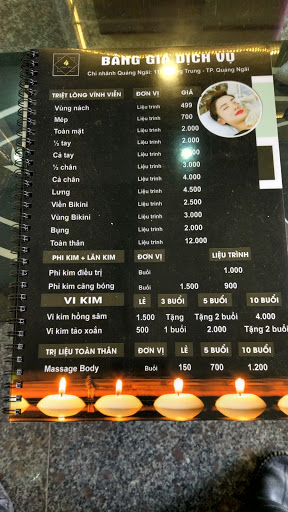 BẢNG GIÁ DỊCH VỤ
Chi nhánh Quảng Ngãi: Trung - TP. Quảng Ngãi
TRIỆT LÔNG VĨNH VIỄN ĐƠN VỊ GIÁ
Vùng nách Liệu trình 499
Mép Liệu trình 700
Toàn mặt Liệu trình 2.000
½ tay Liệu trình 2.000
Cả tay Liệu trình
½ chân Liệu trình 3.000
Cả chân Liệu trình 4.000
Lưng Liệu trình 4.500
Viền Bikini Liệu trình 2.500
Vùng Bikini Liệu trình 3.000
Bụng Liệu trình 2.000
Toàn thân Liệu trình 12.000
PHI KIM + LĂN KIM ĐƠN VỊ LIỆU TRÌNH
Phi kim điều trị Buổi 1.000
Phi kim căng bóng Buổi 1.500 900
VI KIM LẺ 3 BUỔI 5 BUỔI 10 BUỔI
Vi kim hồng sâm 1.500 Tặng Tặng 2 buổi 4.000
Vi kim tảo xoắn 500 1 buổi 2.000 Tặng 2 buổi
TRỊ LIỆU TOÀN THÂN ĐƠN VỊ LẺ 5 BUỔI 10 BUỔI
Massage Body Buổi 150 700 1.200